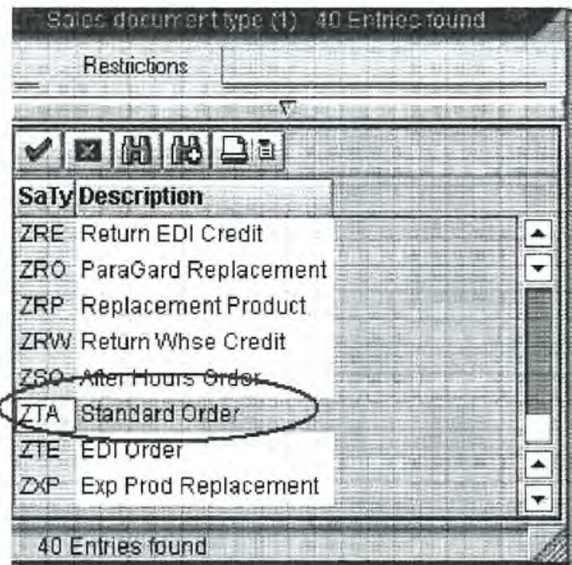 Sales document type (1) 40 Entries found
Restrictions
SaTy Description
ZRE Return EDI Credit
ZRO ParaGard Replacement
ZRP Replacement Product
ZRW Return Whse Credit
ZSO After Hours Order
ZTA Standard Order
ZTE EDI Order
ZXP Exp Prod Replacement
40 Entries found